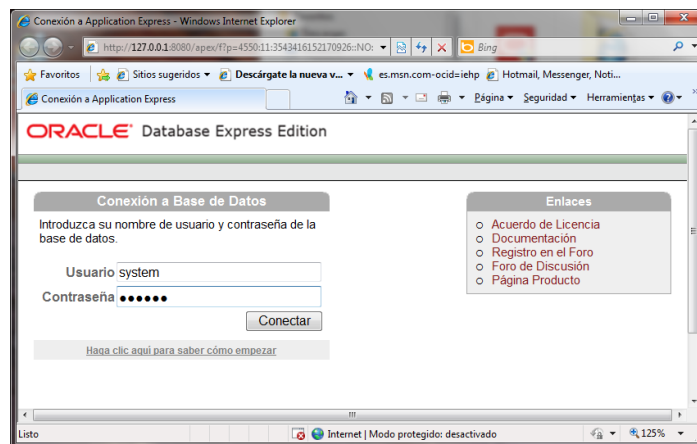 Conexión a Application Express - Windows Internet Explorer
http://127.0.0.1:8080/apex/f?p=4550:11:3543416152170926::NO:
Bing
Favoritos Sitios sugeridos Descárgate la nueva v... es.msn.com-ocid=iehp Hotmail, Messenger, Noti...
Conexión a Application Express Página Seguridad Herramientas
ORACLE Database Express Edition
Conexión a Base de Datos
Introduzca su nombre de usuario y contraseña de la
base de datos.
Usuario system
Contraseña ●●●●●●
Conectar
Haga clic aquí para saber cómo empezar
Enlaces
Acuerdo de Licencia
Documentación
Registro en el Foro
Foro de Discusión
Página Producto
Listo Internet | Modo protegido: desactivado 125%